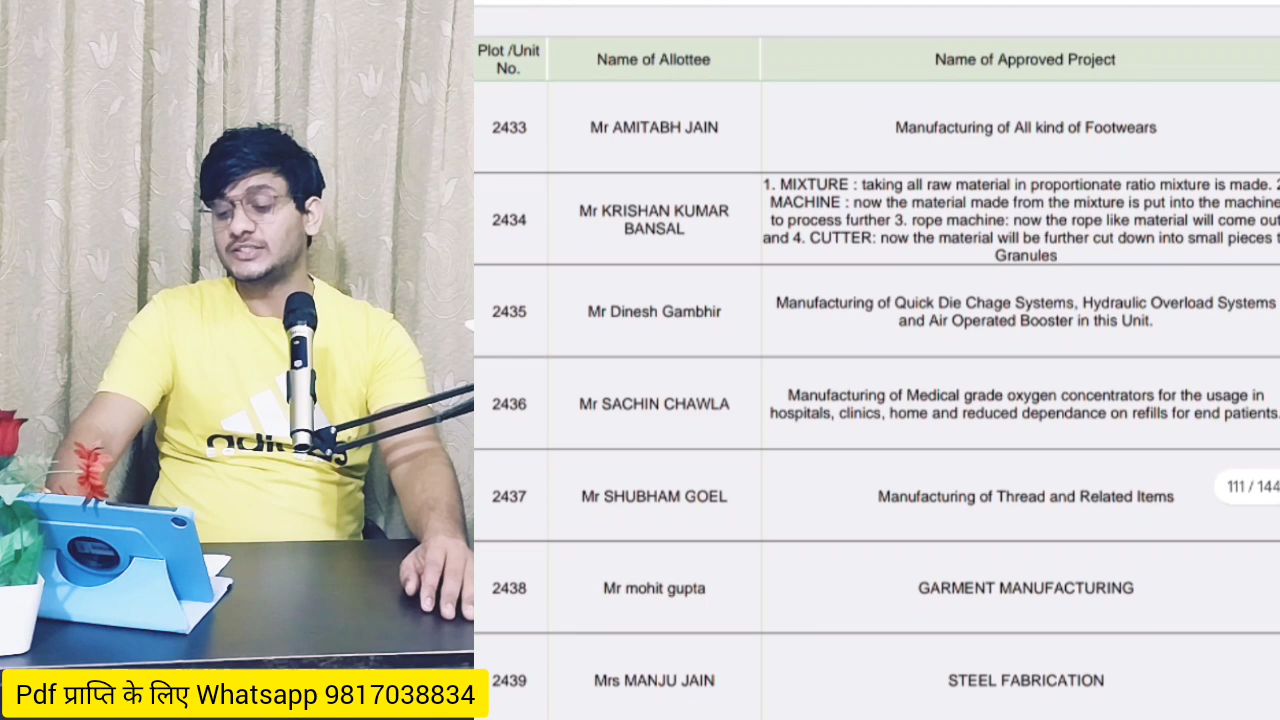 Plot /Unit
No.
Name of Allottee
Name of Approved Project
2433
Mr AMITABH JAIN
Manufacturing of All kind of Footwears
2434
Mr KRISHAN KUMAR
BANSAL
1. MIXTURE : taking all raw material in proportionate ratio mixture is made. 2
MACHINE : now the material made from the mixture is put into the machine
to process further 3. rope machine: now the rope like material will come out
and 4. CUTTER: now the material will be further cut down into small pieces
Granules
2435
Mr Dinesh Gambhir
Manufacturing of Quick Die Chage Systems, Hydraulic Overload Systems
and Air Operated Booster in this Unit.
2436
Mr SACHIN CHAWLA
Manufacturing of Medical grade oxygen concentrators for the usage in
hospitals, clinics, home and reduced dependance on refills for end patients.
2437
Mr SHUBHAM GOEL
Manufacturing of Thread and Related Items
111 / 144
2438
Mr mohit gupta
GARMENT MANUFACTURING
2439
Mrs MANJU JAIN
STEEL FABRICATION
adidas
Pdf प्राप्ति के लिए Whatsapp 9817038834